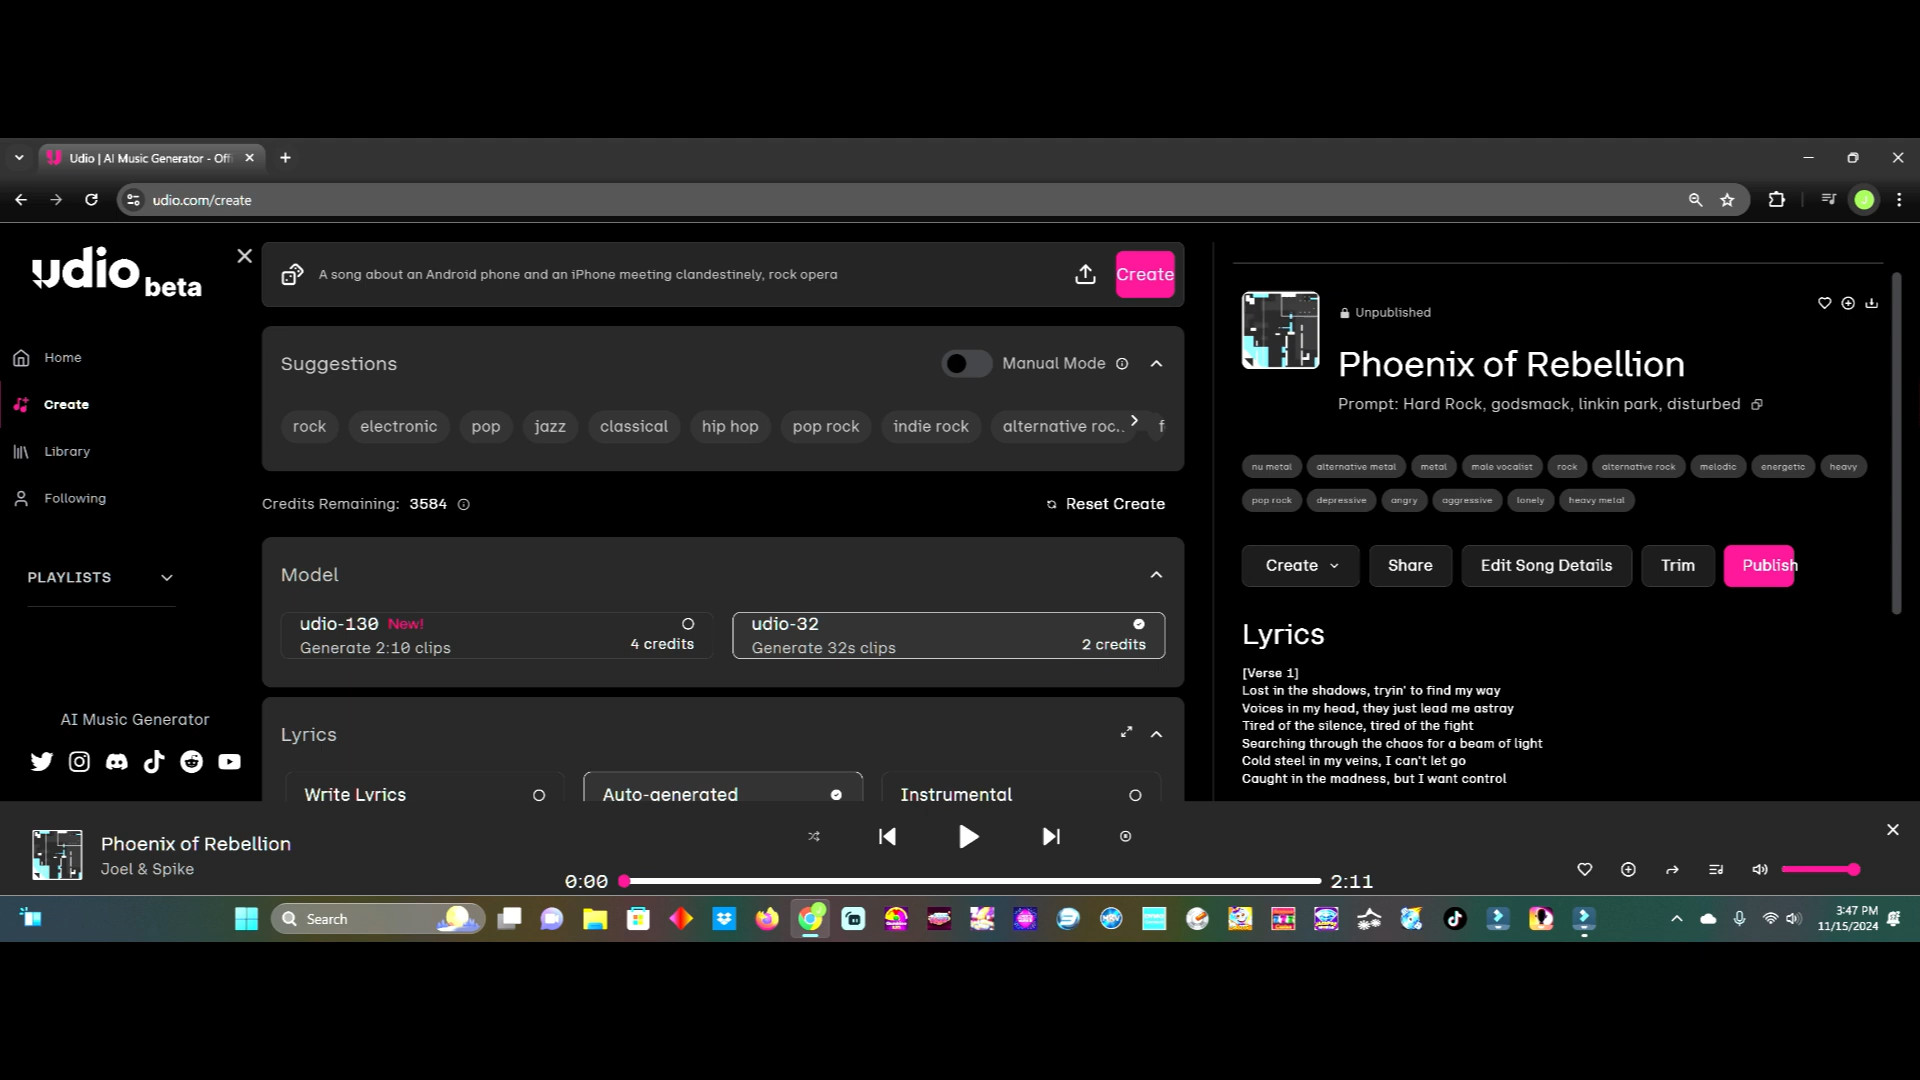 Udio | AI Music Generator - Offi
udio.com/create
udio beta
Home
Create
Library
Following
PLAYLISTS
AI Music Generator
A song about an Android phone and an iPhone meeting clandestinely, rock opera
Create
Suggestions
Manual Mode
rock electronic pop jazz classical hip hop pop rock indie rock alternative roc.. f
Credits Remaining: 3584
Reset Create
Model
udio-130 New!
Generate 2:10 clips
4 credits
udio-32
Generate 32s clips
2 credits
Lyrics
Write Lyrics
Auto-generated
Instrumental
Unpublished
Phoenix of Rebellion
Prompt: Hard Rock, godsmack, linkin park, disturbed
nu metal alternative metal metal male vocalist rock alternative rock melodic energetic heavy
pop rock depressive angry aggressive lonely heavy metal
Create Share Edit Song Details Trim Publish
Lyrics
[Verse 1]
Lost in the shadows, tryin' to find my way
Voices in my head, they just lead me astray
Tired of the silence, tired of the fight
Searching through the chaos for a beam of light
Cold steel in my veins, I can't let go
Caught in the madness, but I want control
Phoenix of Rebellion
Joel & Spike
0:00
2:11
Search
3:47 PM
11/15/2024